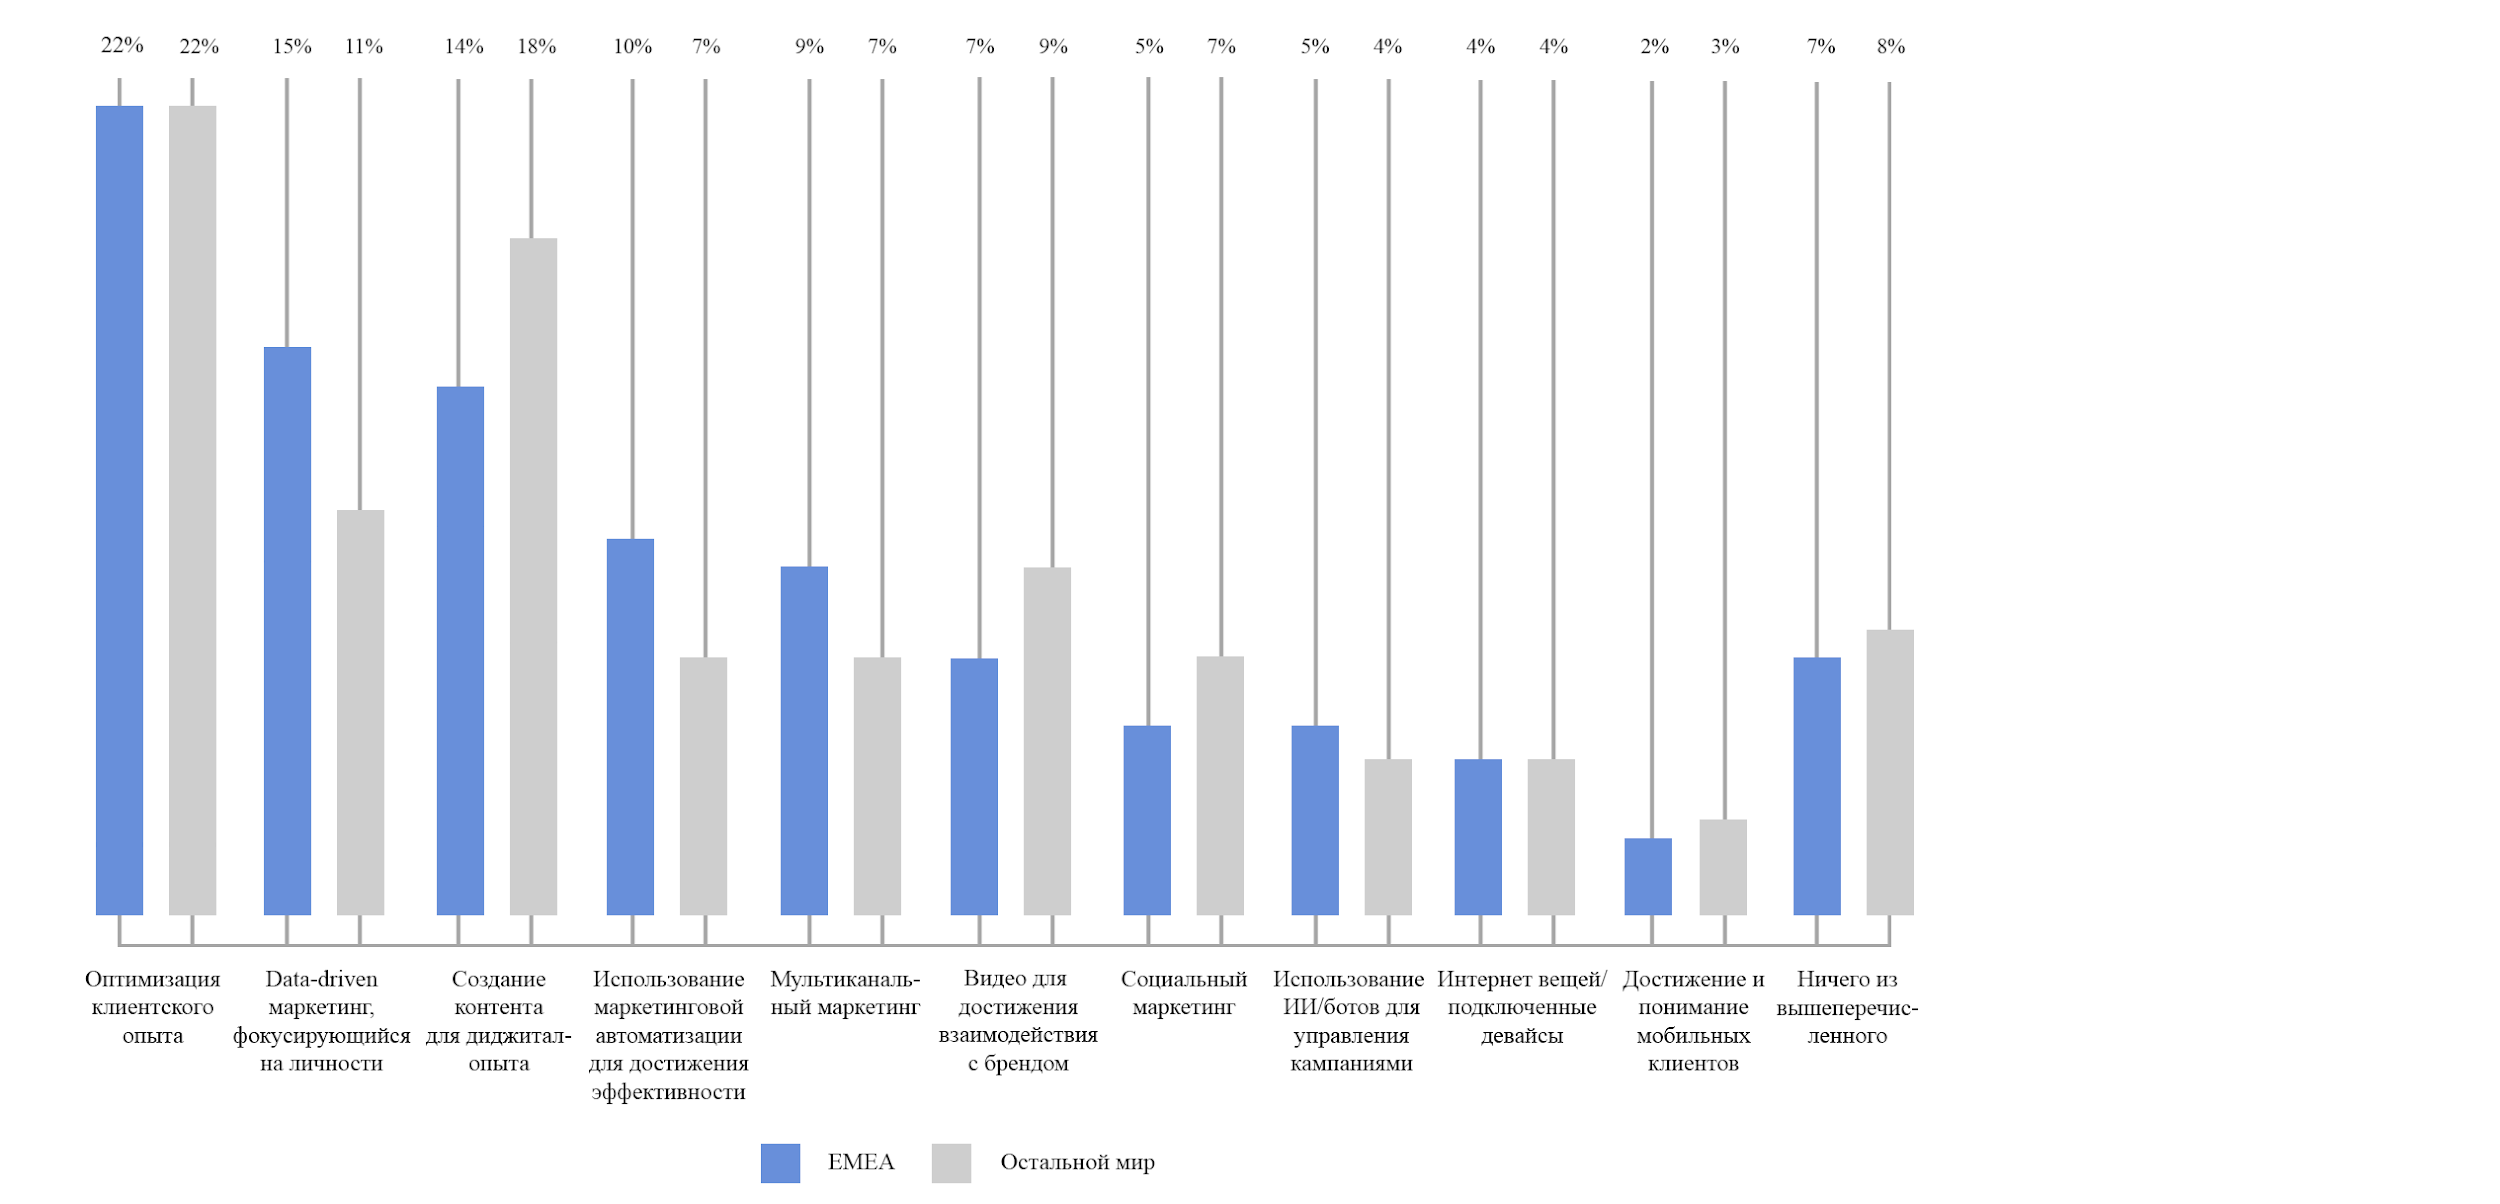 22% 22% 15% 11% 14% 18% 10% 7% 9% 7% 7% 9% 5% 7% 5% 4% 4% 4% 2% 3% 7% 8%
Оптимизация
клиентского
опыта
Data-driven
маркетинг,
фокусирующийся
на личности
Создание
контента
для диджитал-
опыта
Использование
маркетинговой
автоматизации
для достижения
эффективности
Мультиканаль-
ный маркетинг
Видео для
достижения
взаимодействия
с брендом
Социальный
маркетинг
Использование
ИИ/ботов для
управления
кампаниями
Интернет вещей/
подключенные
девайсы
Достижение и
понимание
мобильных
клиентов
Ничего из
вышеперечис-
ленного
EMEA
Остальной мир